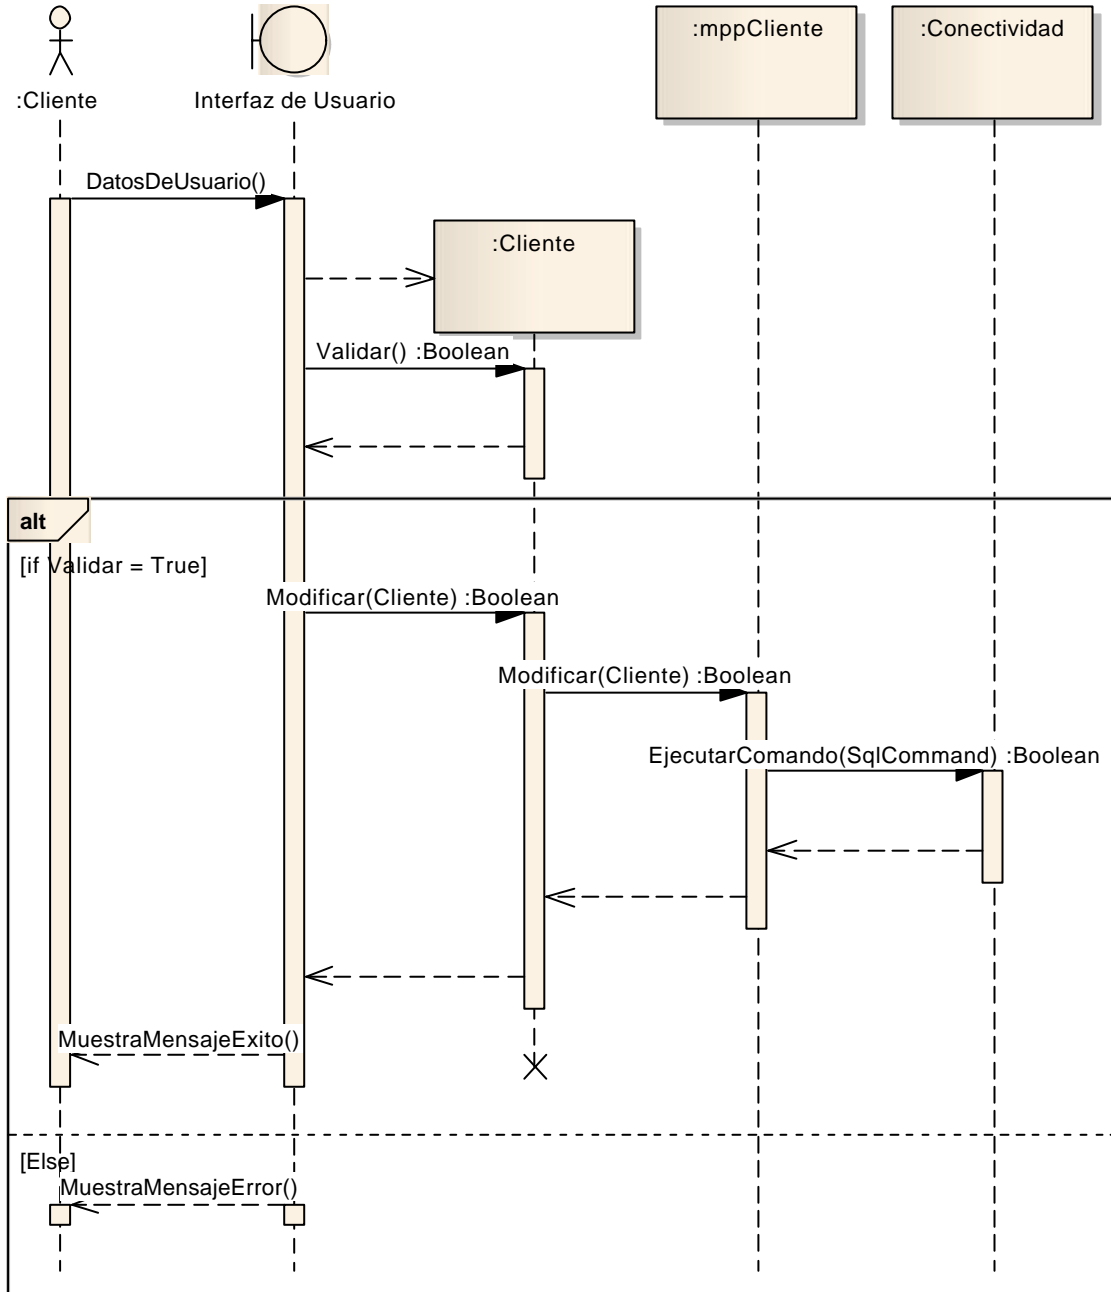 :Cliente
Interfaz de Usuario
:mppCliente
:Conectividad
DatosDeUsuario()
:Cliente
Validar() :Boolean
alt
[if Validar = True]
Modificar(Cliente) :Boolean
Modificar(Cliente) :Boolean
EjecutarComando(SqlCommand) :Boolean
MuestraMensajeExito()
[Else]
MuestraMensajeError()